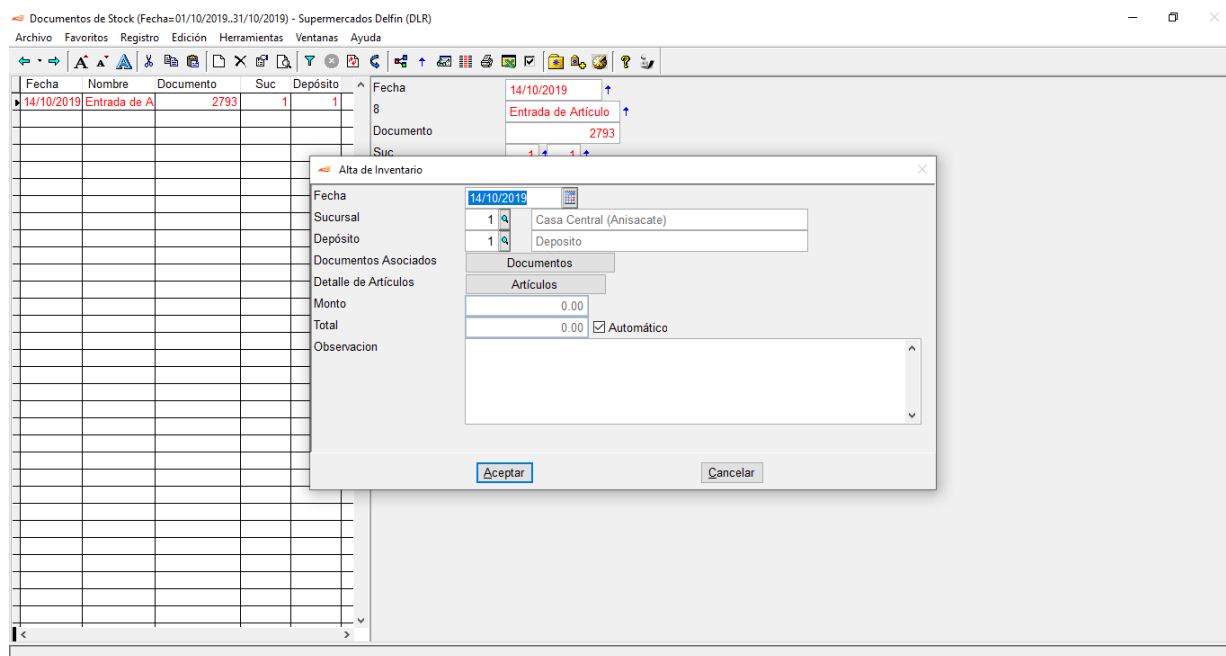 Documentos de Stock (Fecha=01/10/2019..31/10/2019) - Supermercados Delfin (DLR)
Archivo Favoritos Registro Edición Herramientas Ventanas Ayuda
Fecha Nombre Documento Suc Depósito
14/10/2019 Entrada de A 2793 1 1
Fecha 14/10/2019
8 Entrada de Artículo
Documento 2793
Suc 1 1
Alta de Inventario
Fecha 14/10/2019
Sucursal 1 Casa Central (Anisacate)
Depósito 1 Deposito
Documentos Asociados Documentos
Detalle de Artículos Artículos
Monto 0.00
Total 0.00 Automático
Observacion
Aceptar Cancelar